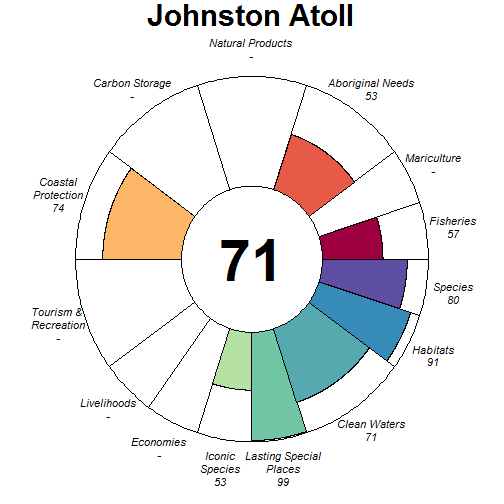 Johnston Atoll
Natural Products
-
Carbon Storage
-
Aboriginal Needs
53
Mariculture
-
Coastal
Protection
74
Fisheries
57
71
Species
80
Tourism &
Recreation
-
Habitats
91
Livelihoods
-
Clean Waters
71
Economies
-
Iconic
Species
53
Lasting Special
Places
99